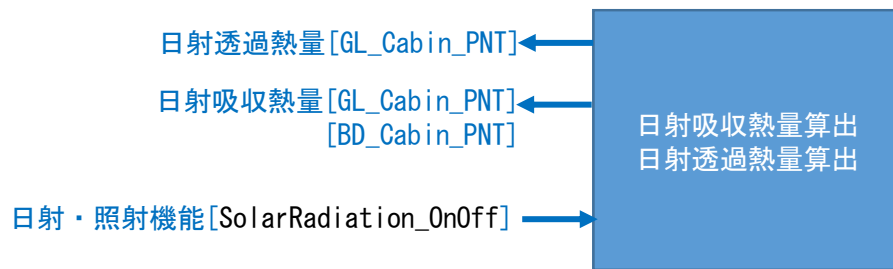 日射透過熱量[GL_Cabin_PNT]
日射吸収熱量[GL_Cabin_PNT]
[BD_Cabin_PNT]
日射・照射機能[SolarRadiation_OnOff]
日射吸収熱量算出
日射透過熱量算出